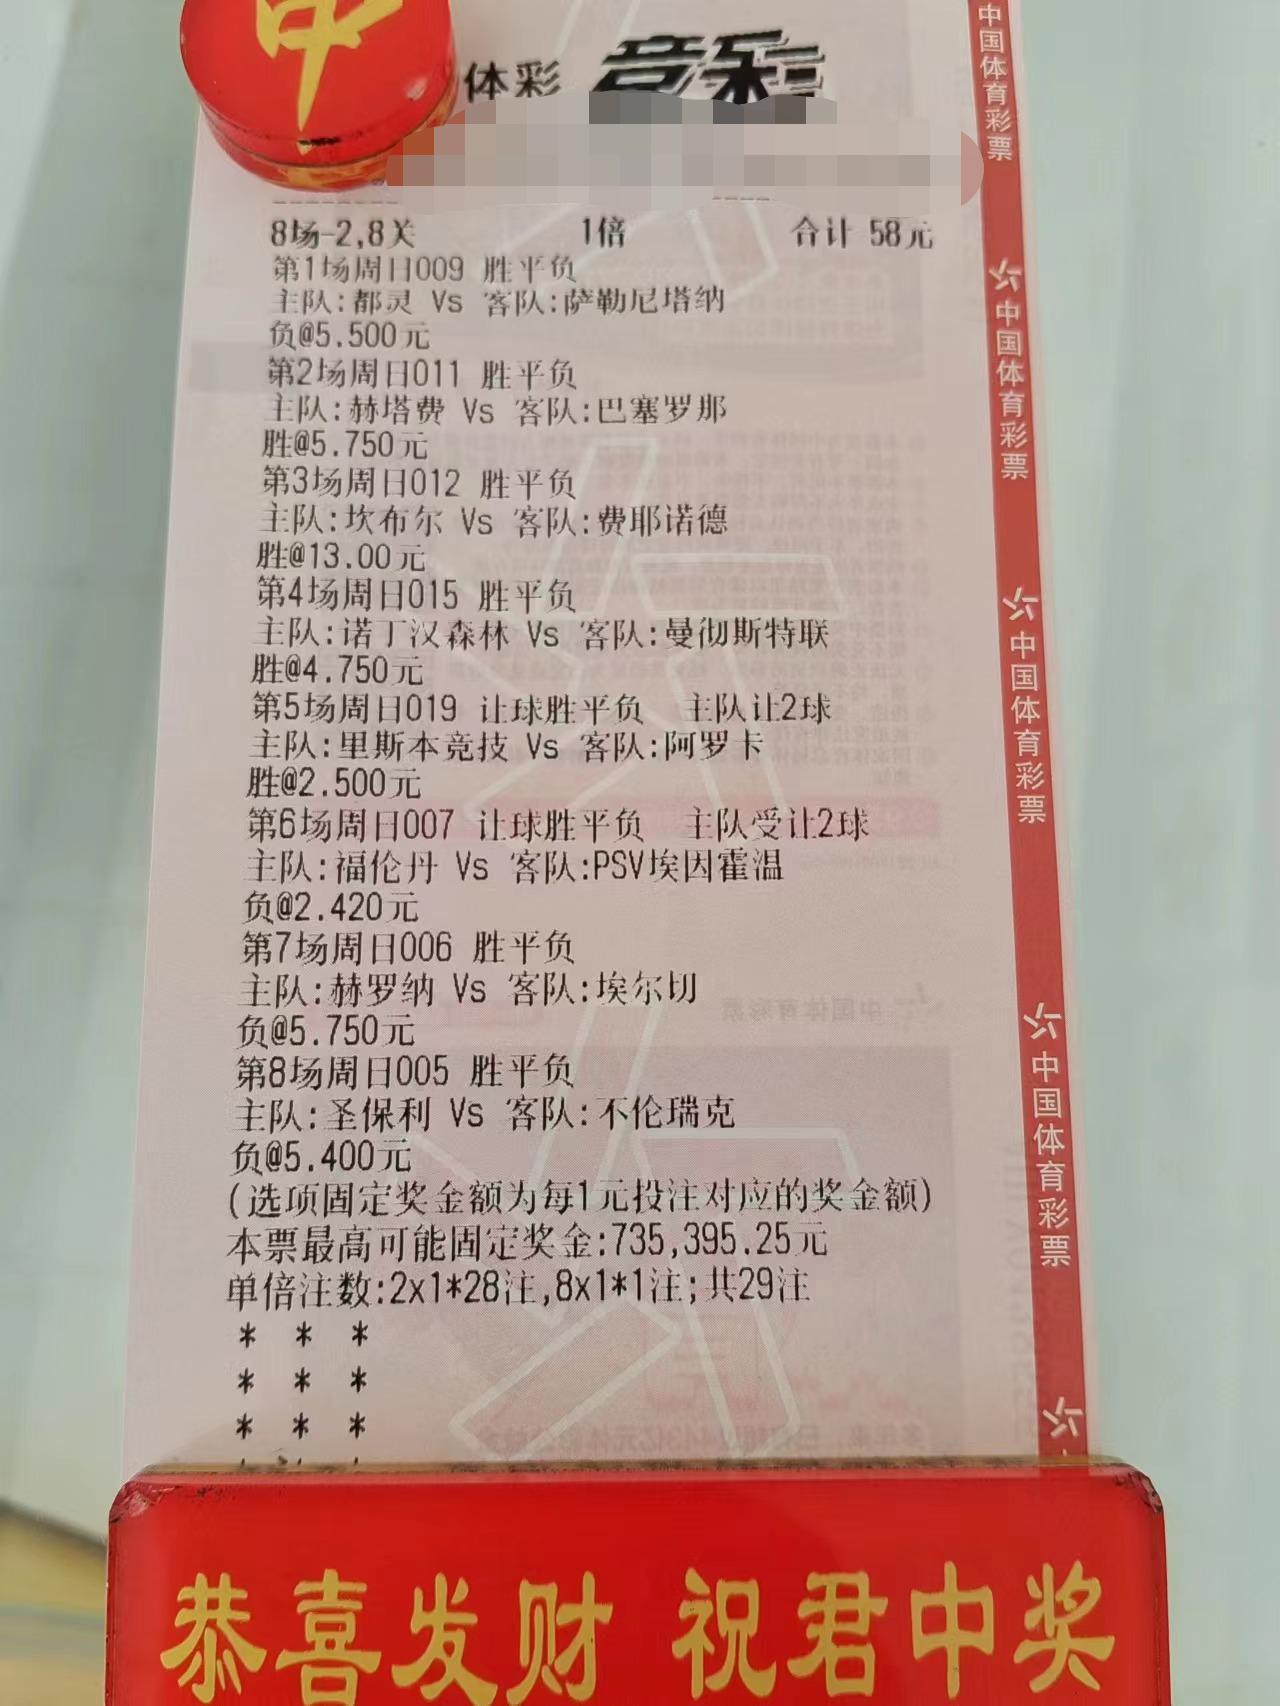 中
体彩 竞彩
8场-2,8关 1倍 合计 58元
第1场周日009 胜平负
主队:都灵 Vs 客队:萨勒尼塔纳
负@5.500元
第2场周日011 胜平负
主队:赫塔费 Vs 客队:巴塞罗那
胜@5.750元
第3场周日012 胜平负
主队:坎布尔 Vs 客队:费耶诺德
胜@13.00元
第4场周日015 胜平负
主队:诺丁汉森林 Vs 客队:曼彻斯特联
胜@4.750元
第5场周日019 让球胜平负 主队让2球
主队:里斯本竞技 Vs 客队:阿罗卡
胜@2.500元
第6场周日007 让球胜平负 主队受让2球
主队:福伦丹 Vs 客队:PSV埃因霍温
负@2.420元
第7场周日006 胜平负
主队:赫罗纳 Vs 客队:埃尔切
负@5.750元
第8场周日005 胜平负
主队:圣保利 Vs 客队:不伦瑞克
负@5.400元
(选项固定奖金额为每1元投注对应的奖金额)
本票最高可能固定奖金:735,395.25元
单倍注数:2x1*28注,8x1*1注;共29注
* * *
* * *
* * *
中国体育彩票
中国体育彩票
中国体育彩票
中国体育彩票
恭喜发财 祝君中奖